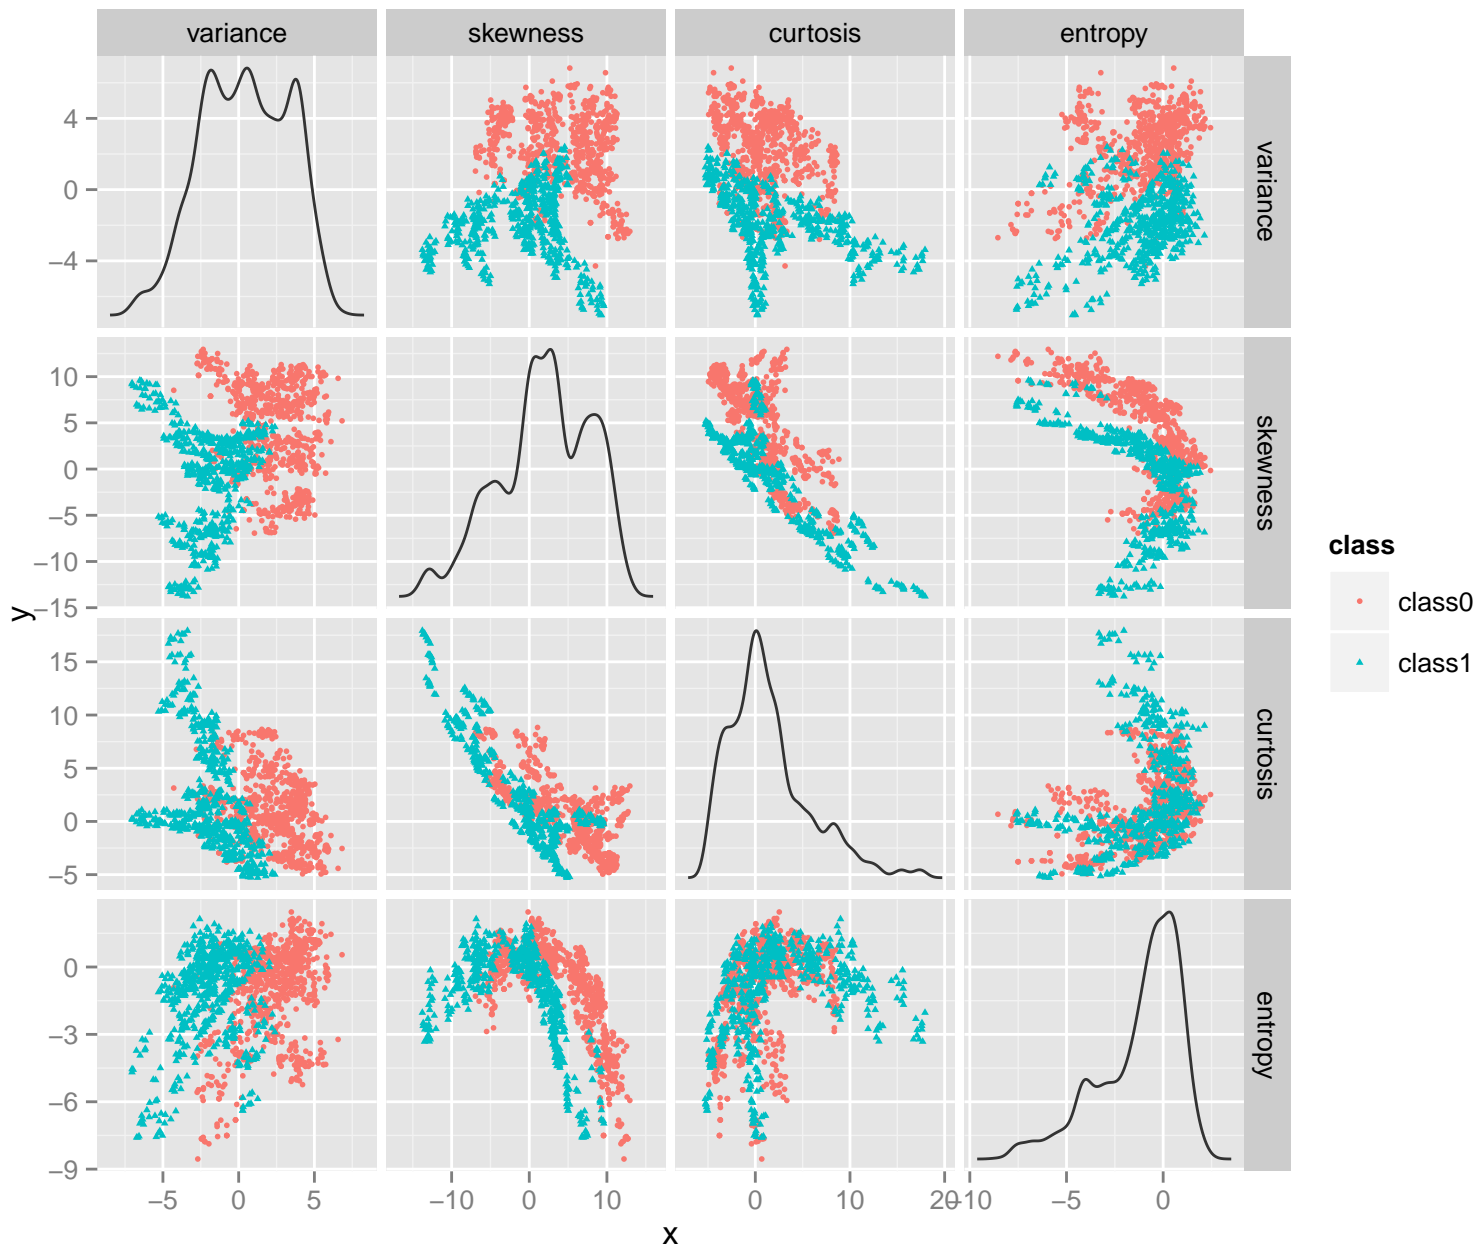 variance skewness curtosis entropy
4
0
−4
variance
10
5
0
−5
−10
−15
skewness
class
class0
class1
y
15
10
5
0
−5
curtosis
0
−3
−6
−9
entropy
−5 0 5 −10 0 10 0 10 20 −10 −5 0
x